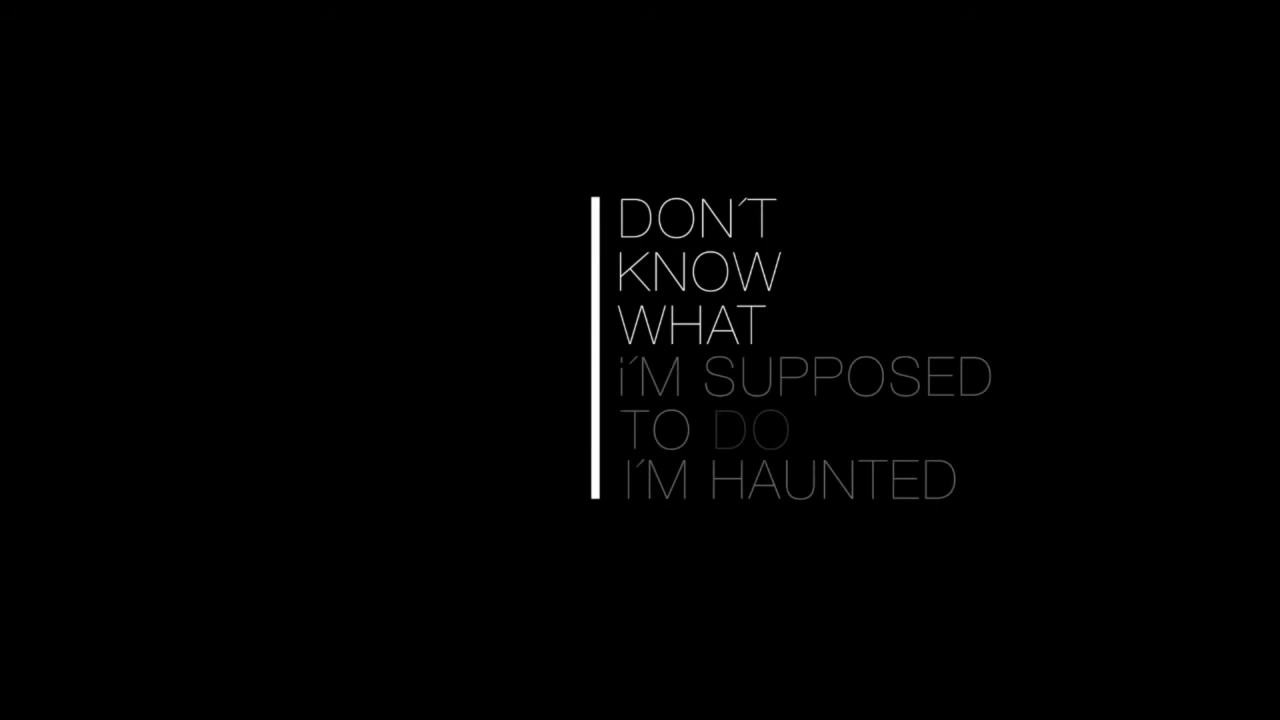 DON´T
KNOW
WHAT
i´M SUPPOSED
TO DO
I´M HAUNTED